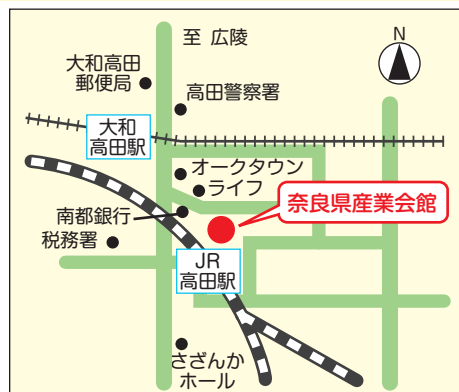 至 広陵
N
大和高田
郵便局
高田警察署
大和
高田駅
オークタウン
ライフ
奈良県産業会館
南都銀行
税務署
JR
高田駅
さざんか
ホール